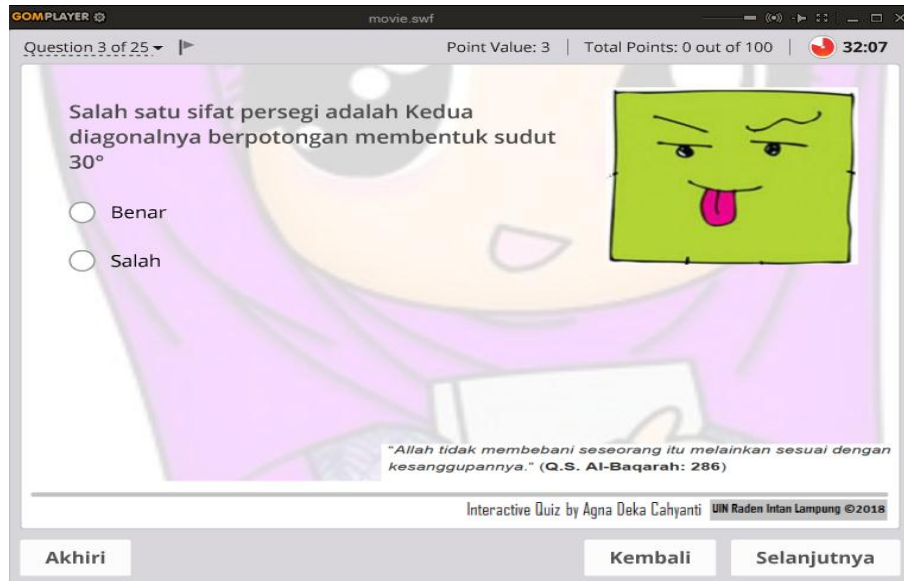 GOMPLAYER movie.swf
Question 3 of 25 Point Value: 3 | Total Points: 0 out of 100 | 32:07
Salah satu sifat persegi adalah Kedua
diagonalnya berpotongan membentuk sudut
30°
Benar
Salah
"Allah tidak membebani seseorang itu melainkan sesuai dengan
kesanggupannya." (Q.S. Al-Baqarah: 286)
Interactive Quiz by Agna Deka Cahyanti UIN Raden Intan Lampung ©2018
Akhiri Kembali Selanjutnya